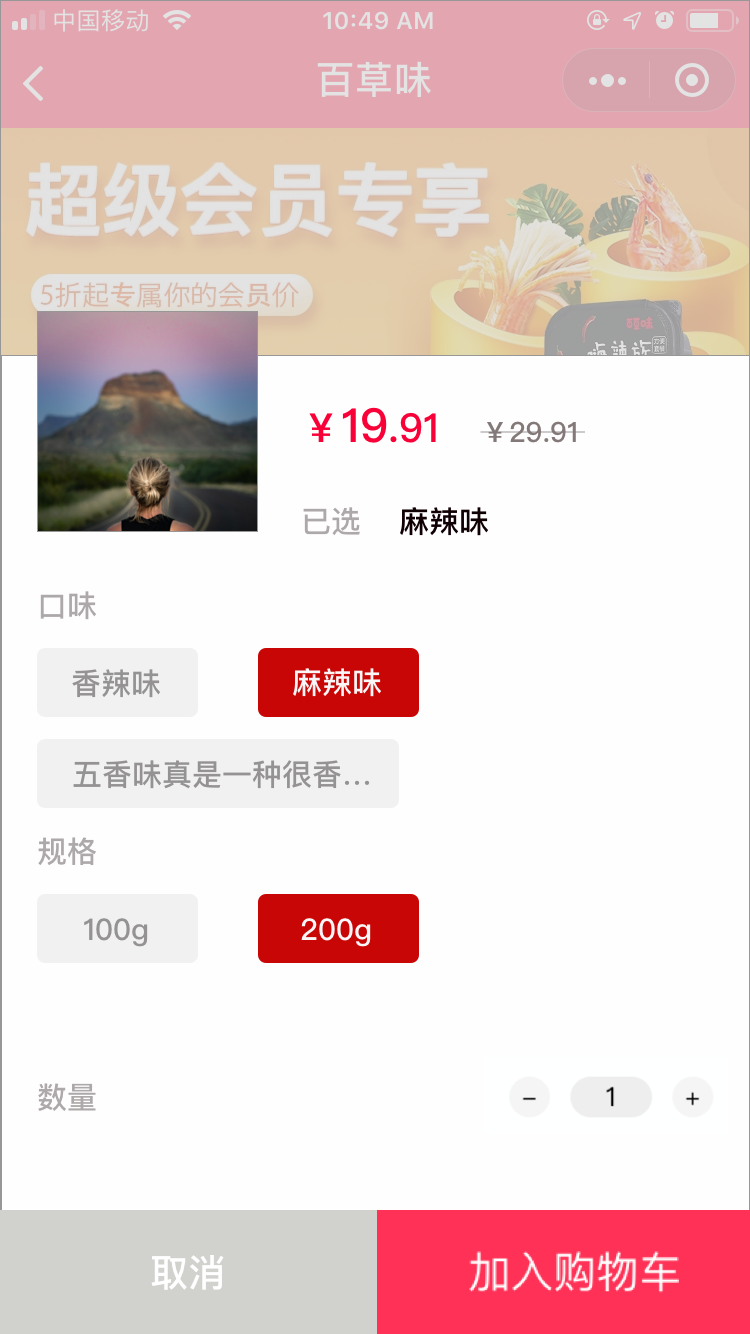 中国移动 10:49 AM
百草味
超级会员专享
5折起专属你的会员价
百草味
¥19.91 ¥29.91
已选 麻辣味
口味
香辣味 麻辣味
五香味真是一种很香...
规格
100g 200g
数量 − 1 +
取消 加入购物车